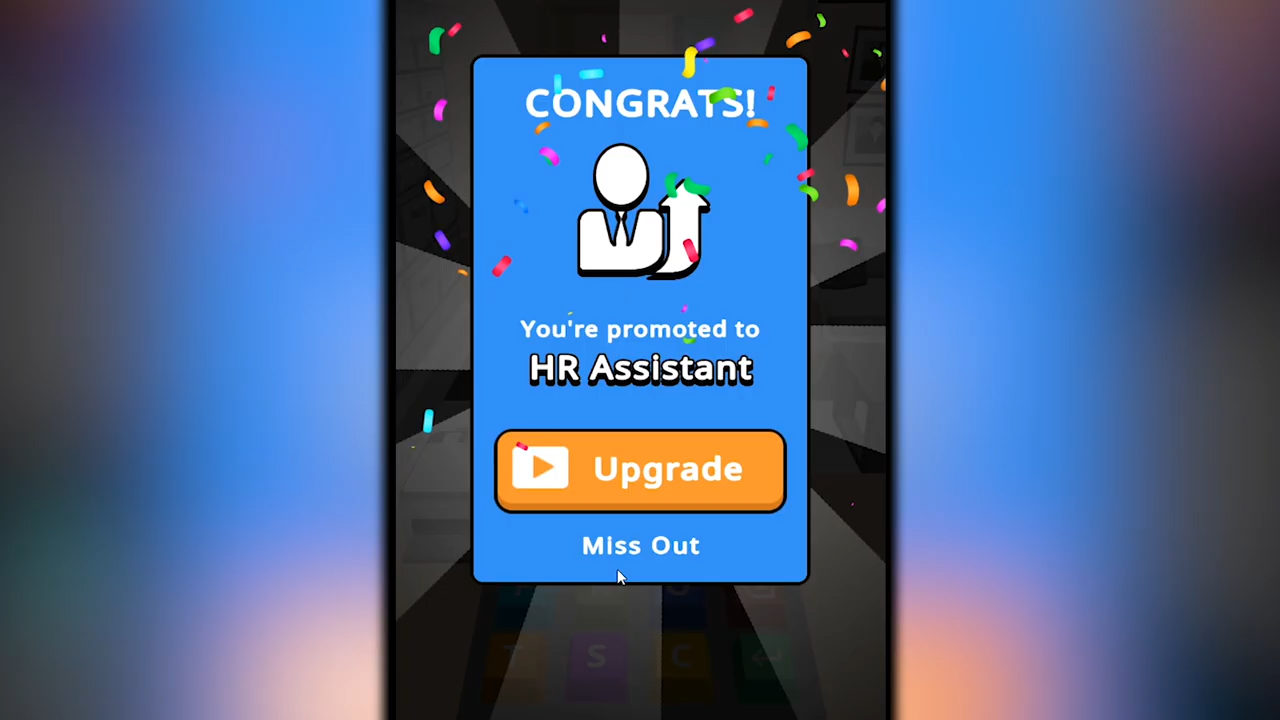 CONGRATS!
You're promoted to
HR Assistant
Upgrade
Miss Out
S
C